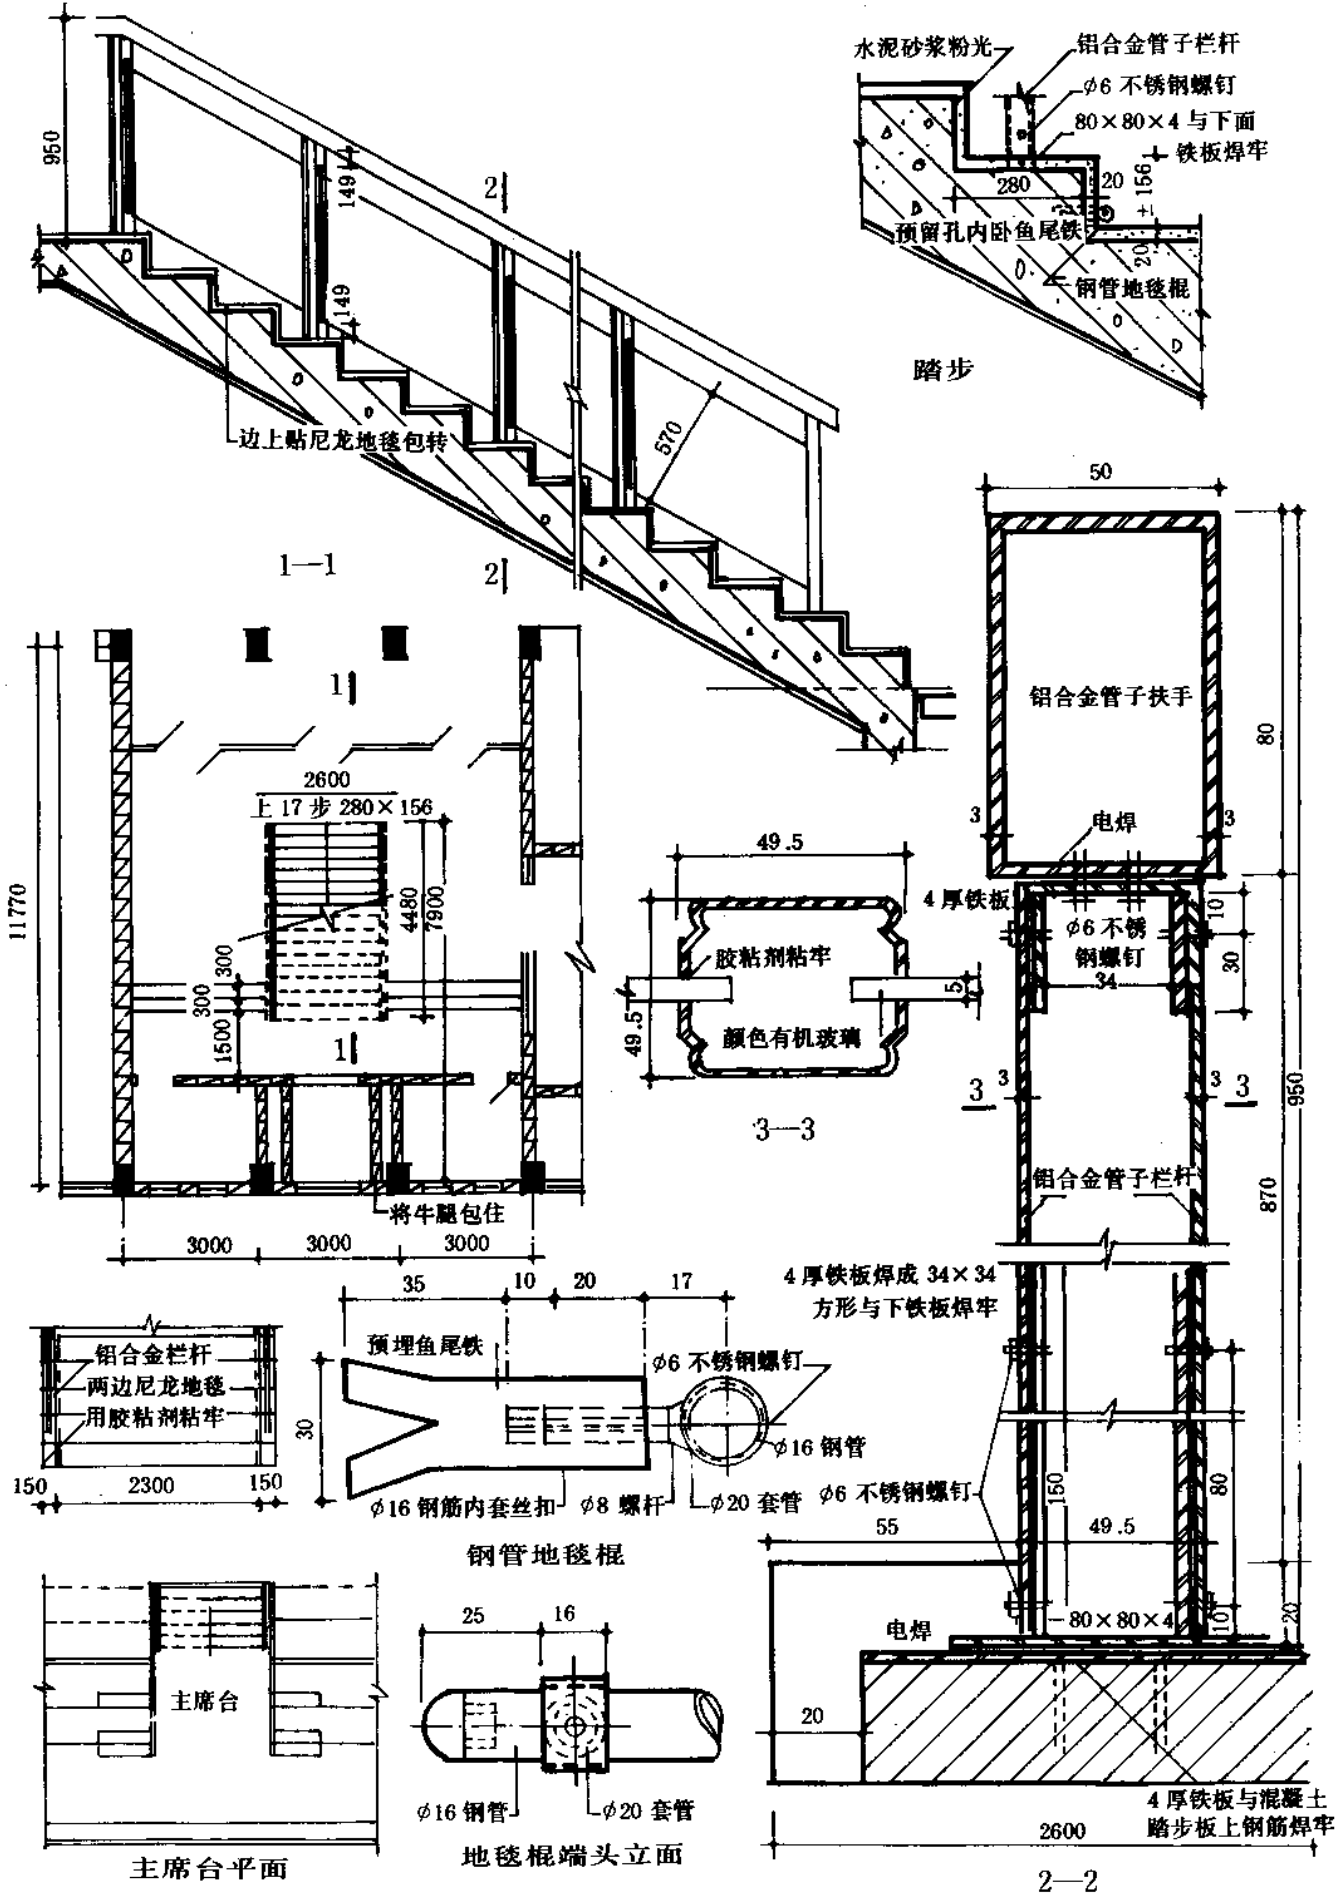 950
149
149
2
570
边上贴尼龙地毯包转
1—1
2
水泥砂浆粉光
铝合金管子栏杆
φ6 不锈钢螺钉
80×80×4 与下面
铁板焊牢
280
20
±156
预留孔内卧鱼尾铁
20
钢管地毯棍
踏步
1
2600
上 17 步 280×156
11770
4480
7900
300
300
1500
1
将牛腿包住
3000
3000
3000
49.5
49.5
胶粘剂粘牢
5
颜色有机玻璃
3—3
50
铝合金管子扶手
80
3
3
电焊
4 厚铁板
φ6 不锈
钢螺钉
34
10
30
3
3
3
3
950
铝合金管子栏杆
870
4 厚铁板焊成 34×34
方形与下铁板焊牢
φ6 不锈钢螺钉
150
80
55
49.5
80×80×4
10
20
电焊
20
4 厚铁板与混凝土
踏步板上钢筋焊牢
2600
2—2
铝合金栏杆
两边尼龙地毯
用胶粘剂粘牢
150
2300
150
35
10
20
17
预埋鱼尾铁
φ6 不锈钢螺钉
30
φ16 钢管
φ16 钢筋内套丝扣
φ8 螺杆
φ20 套管
钢管地毯棍
主席台
主席台平面
25
16
φ16 钢管
φ20 套管
地毯棍端头立面